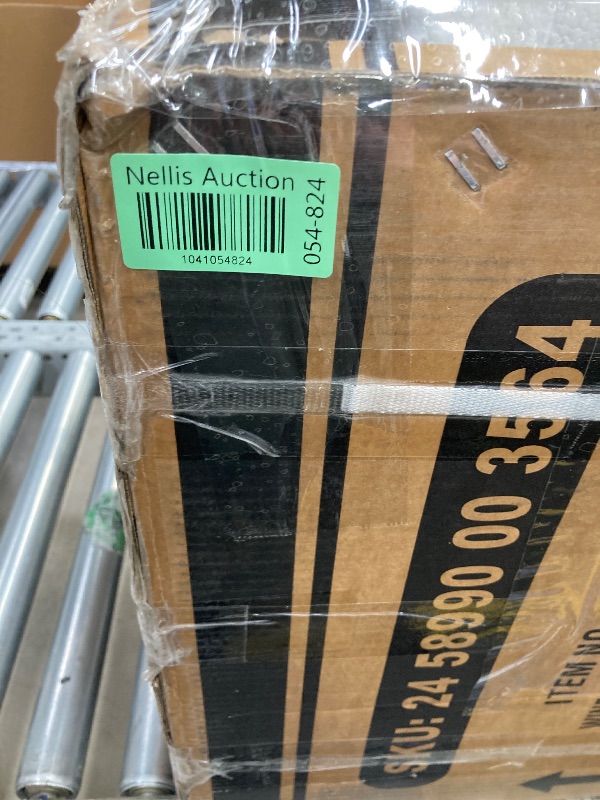 Nellis Auction
1041054824
054-824
SKU: 24 58990 00 3564
ITEM NO